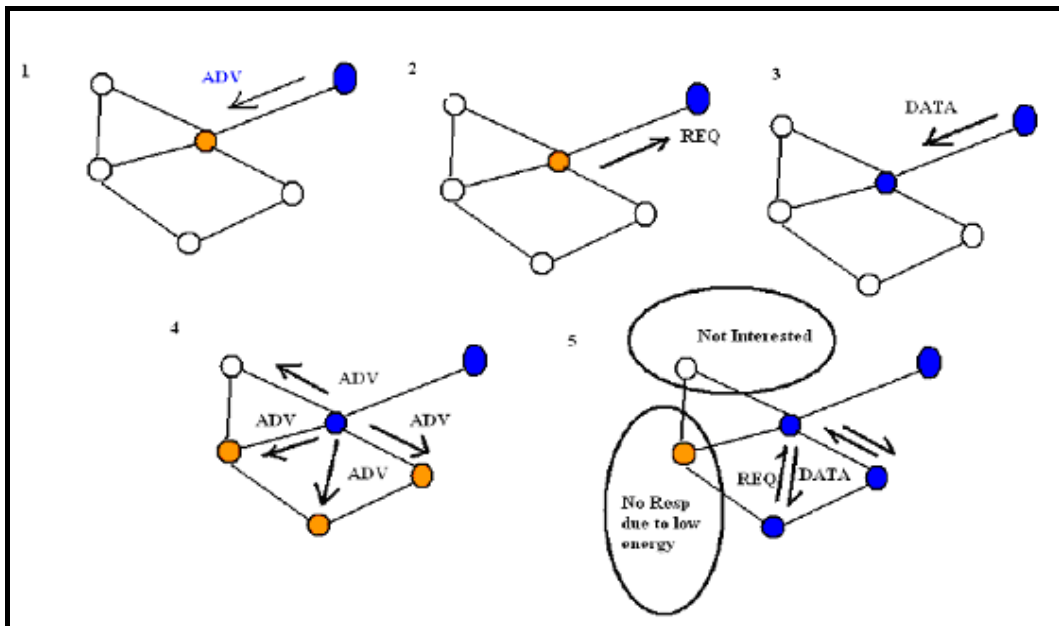 1
ADV
2
REQ
3
DATA
4
ADV
ADV
ADV
ADV
5
Not Interested
REQ
DATA
No Resp
due to low
energy